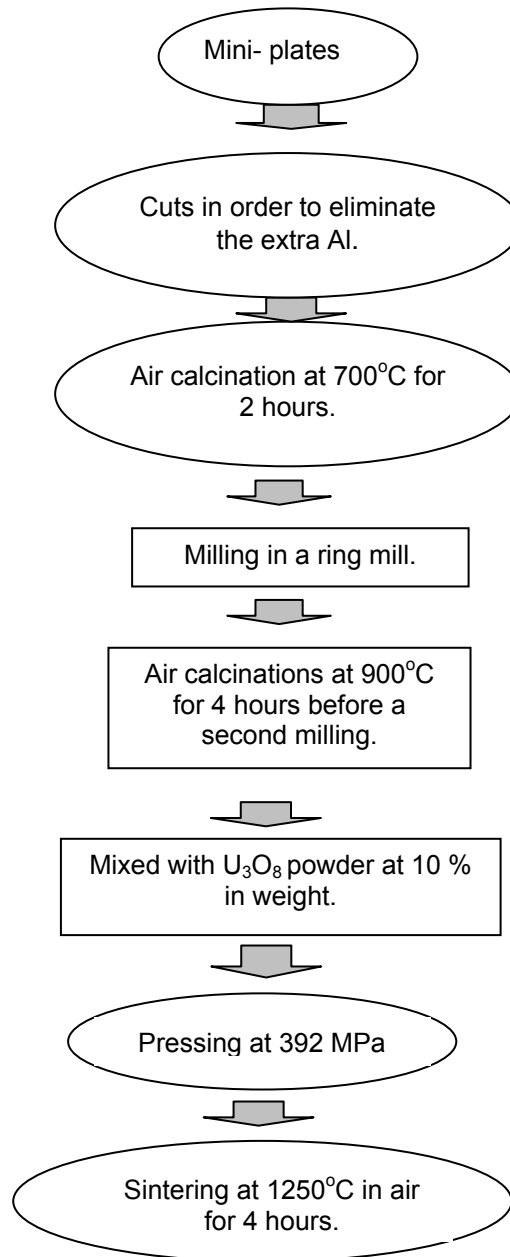 Mini- plates
Cuts in order to eliminate
the extra Al.
Air calcination at 700°C for
2 hours.
Milling in a ring mill.
Air calcinations at 900°C
for 4 hours before a
second milling.
Mixed with U₃O₈ powder at 10 %
in weight.
Pressing at 392 MPa
Sintering at 1250°C in air
for 4 hours.